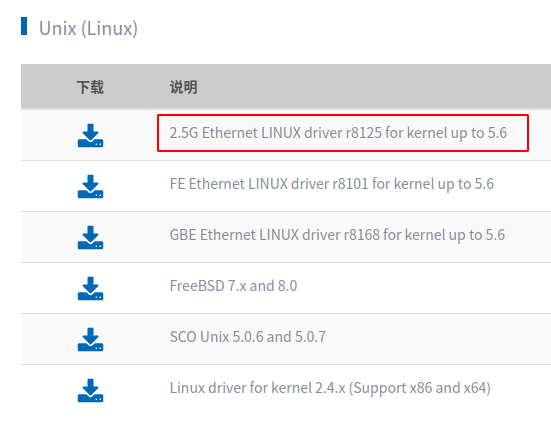 Unix (Linux)
下载 说明
2.5G Ethernet LINUX driver r8125 for kernel up to 5.6
FE Ethernet LINUX driver r8101 for kernel up to 5.6
GBE Ethernet LINUX driver r8168 for kernel up to 5.6
FreeBSD 7.x and 8.0
SCO Unix 5.0.6 and 5.0.7
Linux driver for kernel 2.4.x (Support x86 and x64)